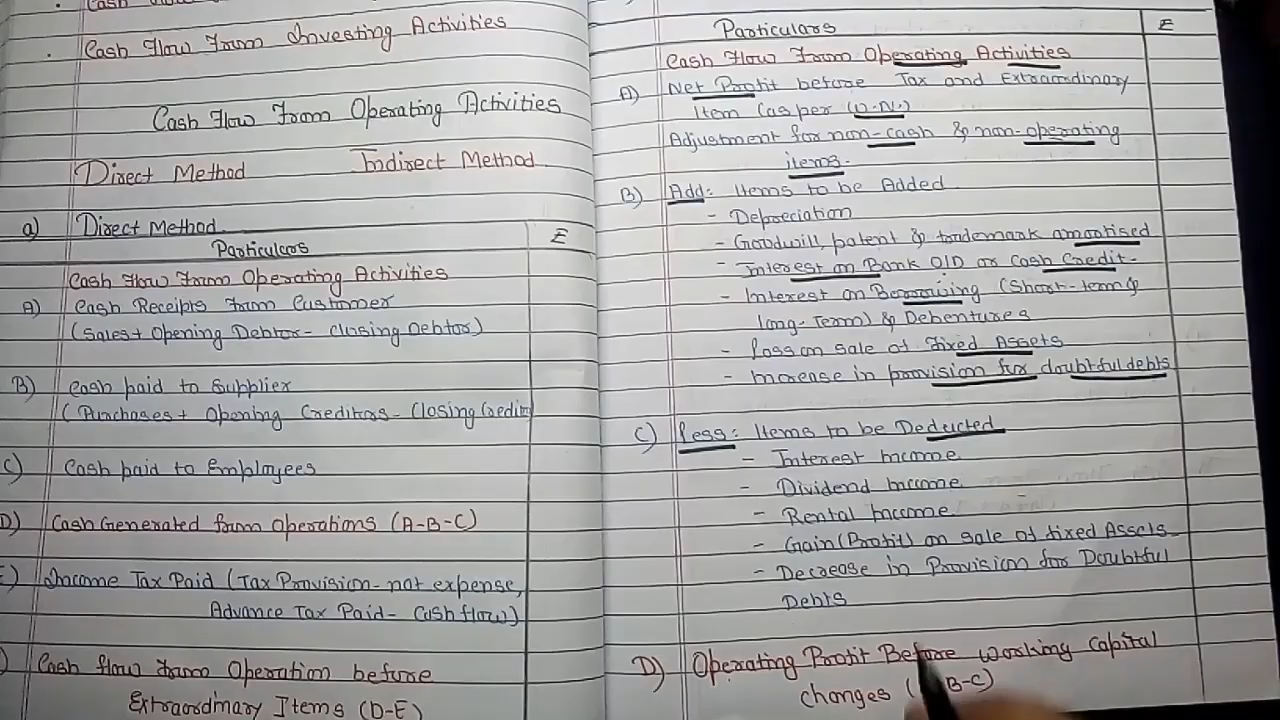 Cash
Cash Flow From Investing Activities
Cash Flow From Operating Activities
Direct Method Indirect Method
a) Direct Method.
Particulars ₹
Cash Flow From Operating Activities
A) Cash Receipts From Customer
(Sales + Opening Debtor - Closing Debtor)
B) Cash paid to Supplier
(Purchases + Opening Creditors - Closing Credito
C) Cash paid to Employees
D) Cash Generated from Operations (A-B-C)
E) Income Tax Paid (Tax Provision - not expense,
Advance Tax Paid - Cash flow)
) Cash flow from Operation before
Extraordinary Items (D-E)
Particulars ₹
Cash Flow From Operating Activities
A) Net Profit before Tax and Extraordinary
Item (as per W.N.)
Adjustment for non-cash & non-operating
items.
B) Add: Items to be Added
- Depreciation
- Goodwill, patent & trademark amortised
- Interest on Bank O/D or Cash Credit.
- Interest on Borrowing (Short-term &
long-Term) & Debentures
- Loss on sale of Fixed Assets
- Increase in provision for doubtful debts
C) Less: Items to be Deducted
- Interest Income
- Dividend Income
- Rental Income
- Gain (Profit) on sale of fixed Assets
- Decrease in Provision for Doubtful
Debts
D) Operating Profit Before Working Capital
changes ( B-C)